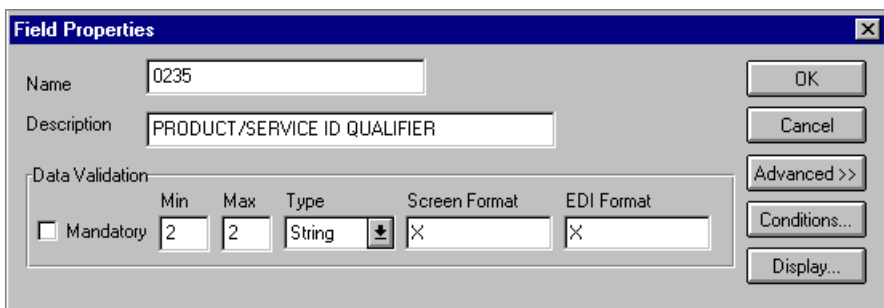 Field Properties
Name 0235 OK
Description PRODUCT/SERVICE ID QUALIFIER Cancel
Data Validation Advanced >>
Min Max Type Screen Format EDI Format
Mandatory 2 2 String X X Conditions...
Display...